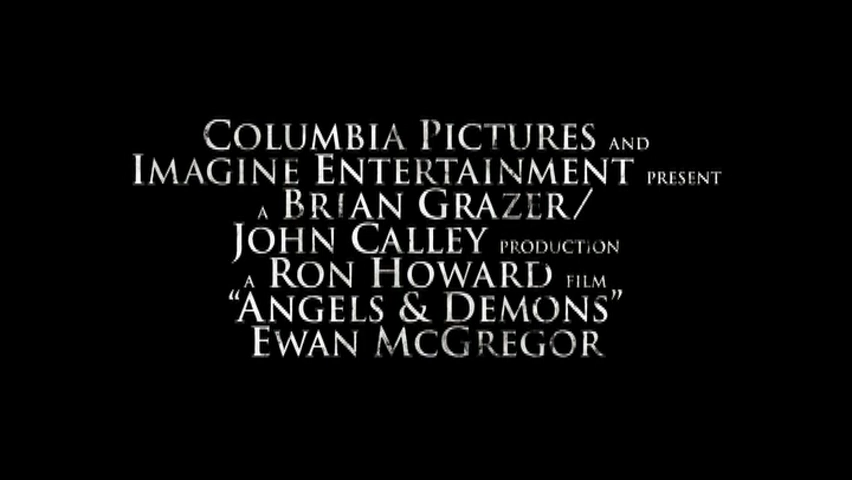 COLUMBIA PICTURES AND
IMAGINE ENTERTAINMENT PRESENT
A BRIAN GRAZER/
JOHN CALLEY PRODUCTION
A RON HOWARD FILM
“ANGELS & DEMONS”
EWAN MCGREGOR